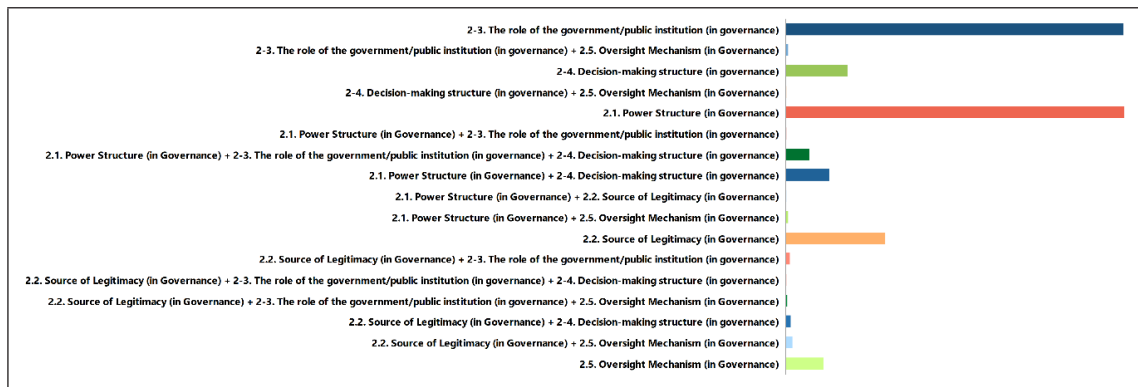 2-3. The role of the government/public institution (in governance)
2-3. The role of the government/public institution (in governance) + 2.5. Oversight Mechanism (in Governance)
2-4. Decision-making structure (in governance)
2-4. Decision-making structure (in governance) + 2.5. Oversight Mechanism (in Governance)
2.1. Power Structure (in Governance)
2.1. Power Structure (in Governance) + 2-3. The role of the government/public institution (in governance)
2.1. Power Structure (in Governance) + 2-3. The role of the government/public institution (in governance) + 2-4. Decision-making structure (in governance)
2.1. Power Structure (in Governance) + 2-4. Decision-making structure (in governance)
2.1. Power Structure (in Governance) + 2.2. Source of Legitimacy (in Governance)
2.1. Power Structure (in Governance) + 2.5. Oversight Mechanism (in Governance)
2.2. Source of Legitimacy (in Governance)
2.2. Source of Legitimacy (in Governance) + 2-3. The role of the government/public institution (in governance)
2.2. Source of Legitimacy (in Governance) + 2-3. The role of the government/public institution (in governance) + 2-4. Decision-making structure (in governance)
2.2. Source of Legitimacy (in Governance) + 2-3. The role of the government/public institution (in governance) + 2.5. Oversight Mechanism (in Governance)
2.2. Source of Legitimacy (in Governance) + 2-4. Decision-making structure (in governance)
2.2. Source of Legitimacy (in Governance) + 2.5. Oversight Mechanism (in Governance)
2.5. Oversight Mechanism (in Governance)